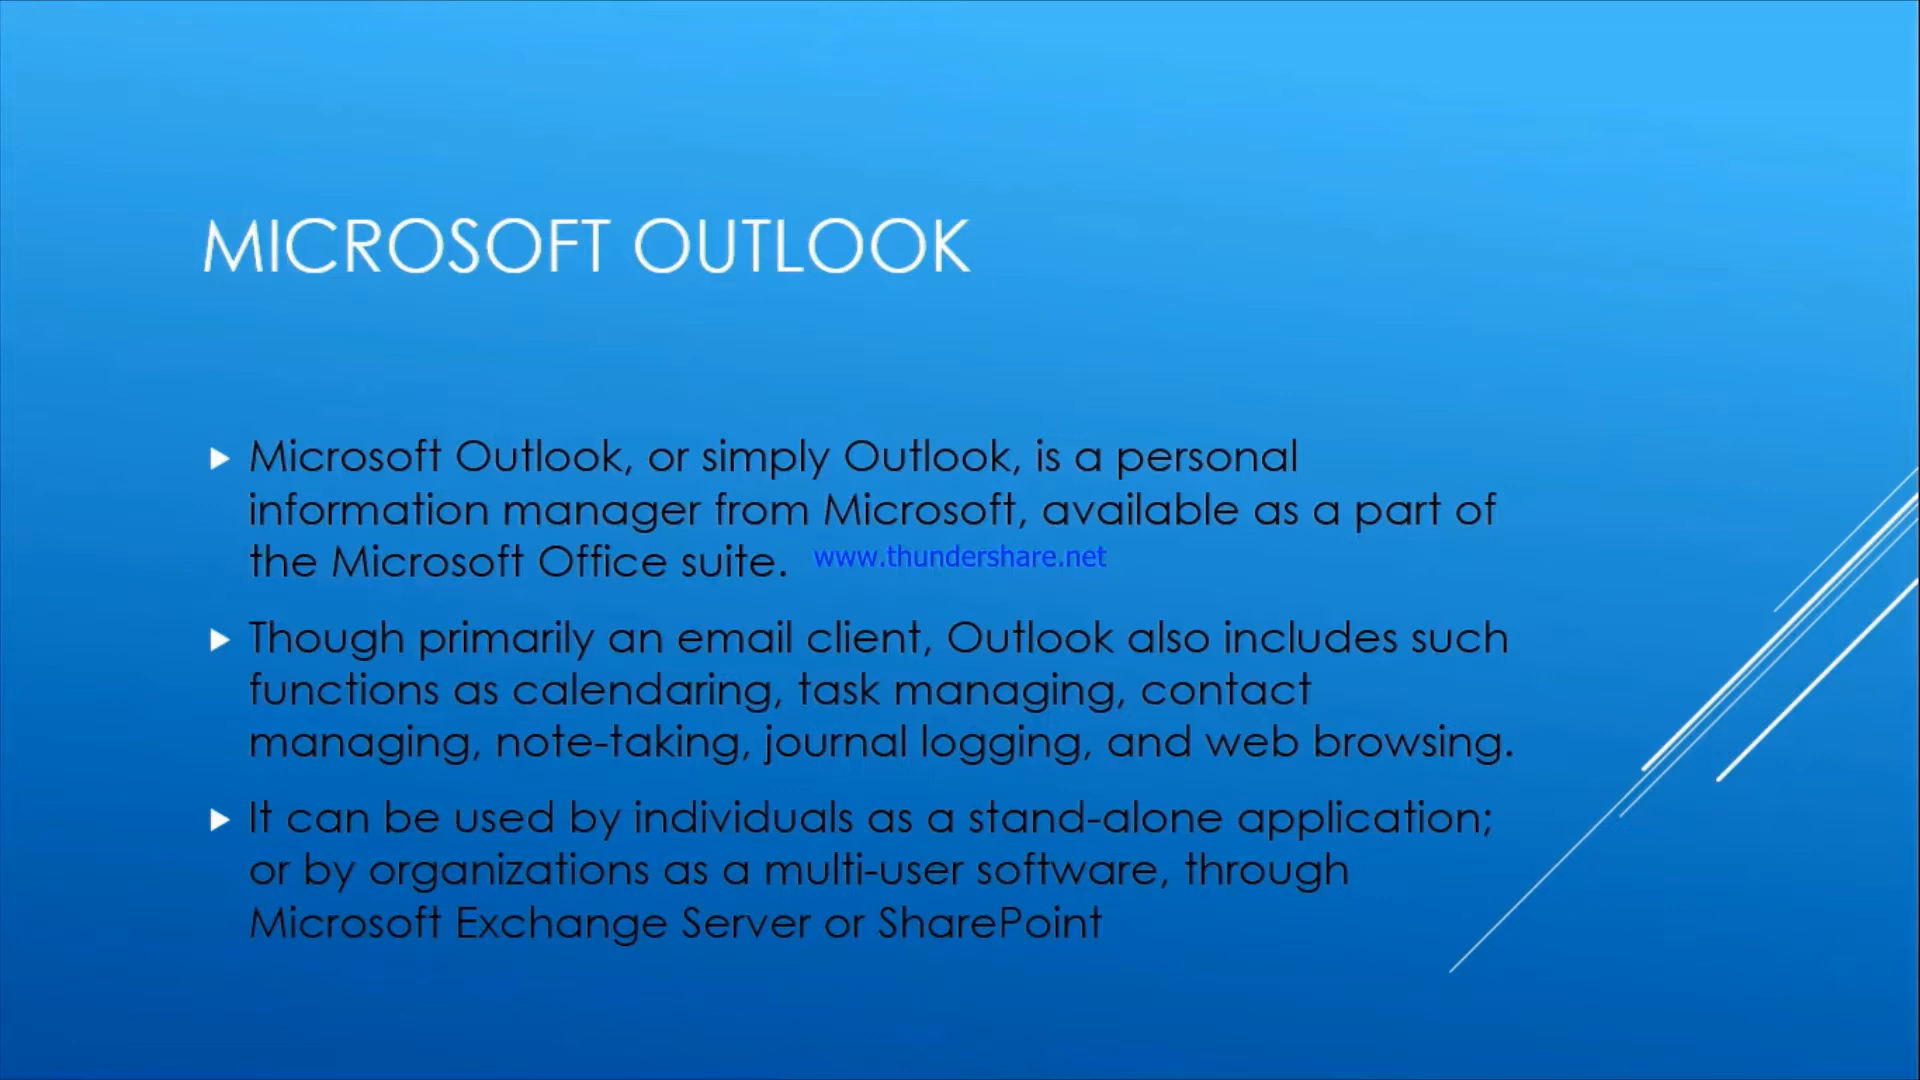 MICROSOFT OUTLOOK
Microsoft Outlook, or simply Outlook, is a personal
information manager from Microsoft, available as a part of
the Microsoft Office suite. www.thundershare.net
Though primarily an email client, Outlook also includes such
functions as calendaring, task managing, contact
managing, note-taking, journal logging, and web browsing.
It can be used by individuals as a stand-alone application;
or by organizations as a multi-user software, through
Microsoft Exchange Server or SharePoint